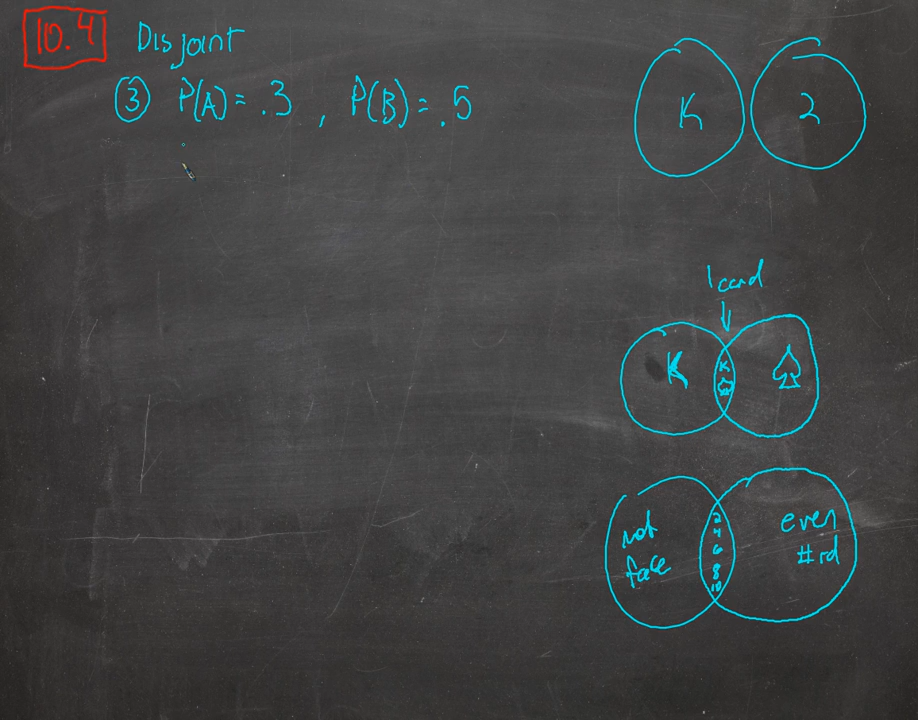 10.4 Disjoint
③ P(A) = .3 , P(B) = .5
K 2
1 card
K K ♤ ♤
not face
2
4
6
8
10
even #rd